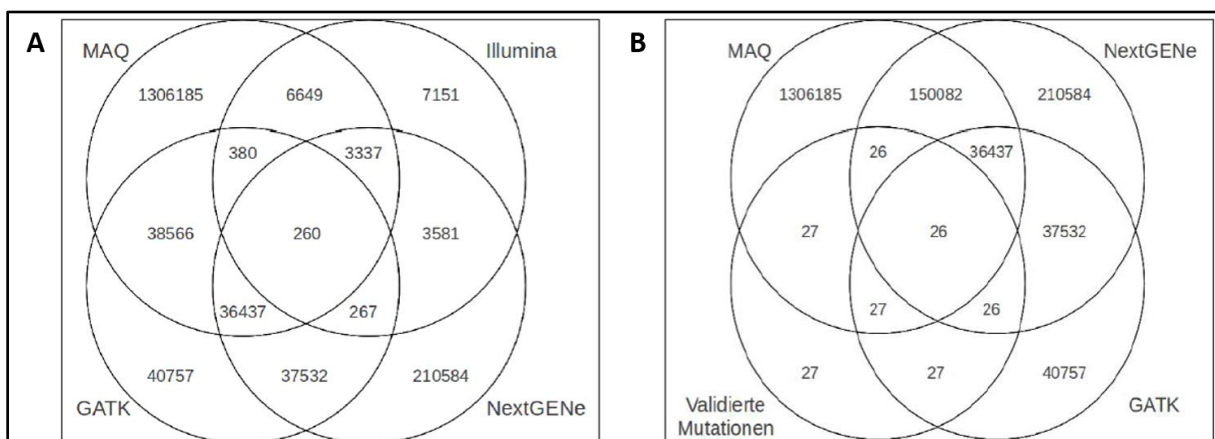 A
MAQ
Illumina
1306185
6649
7151
380
3337
38566
260
3581
36437
267
40757
37532
210584
GATK
NextGENe
B
MAQ
NextGENe
1306185
150082
210584
26
36437
27
26
37532
27
26
27
27
40757
Validierte
Mutationen
GATK